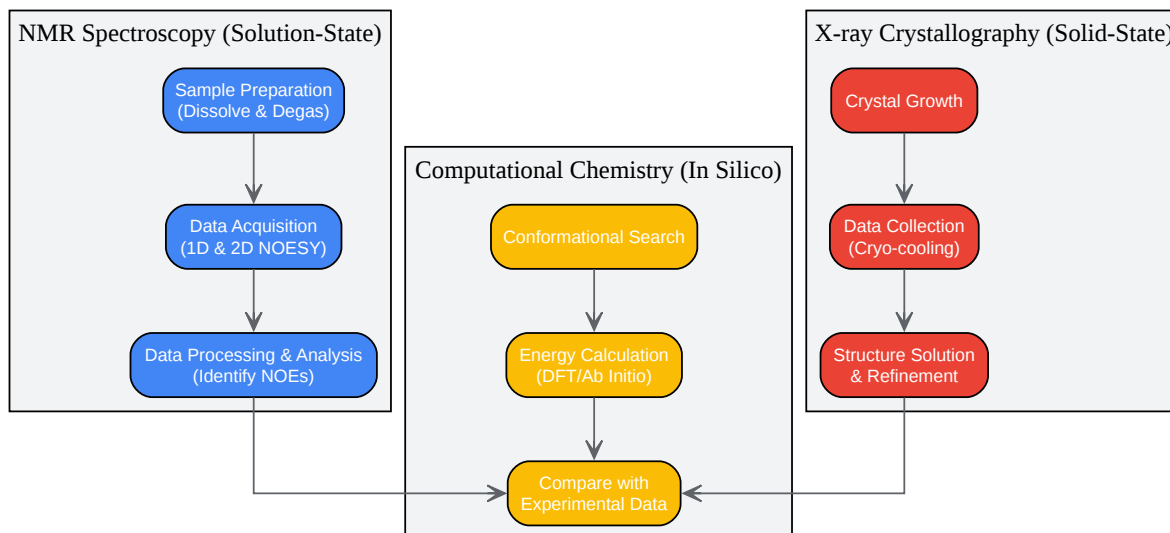 NMR Spectroscopy (Solution-State)
Sample Preparation
(Dissolve & Degas)
Data Acquisition
(1D & 2D NOESY)
Data Processing & Analysis
(Identify NOEs)
Computational Chemistry (In Silico)
Conformational Search
Energy Calculation
(DFT/Ab Initio)
Compare with
Experimental Data
X-ray Crystallography (Solid-State)
Crystal Growth
Data Collection
(Cryo-cooling)
Structure Solution
& Refinement